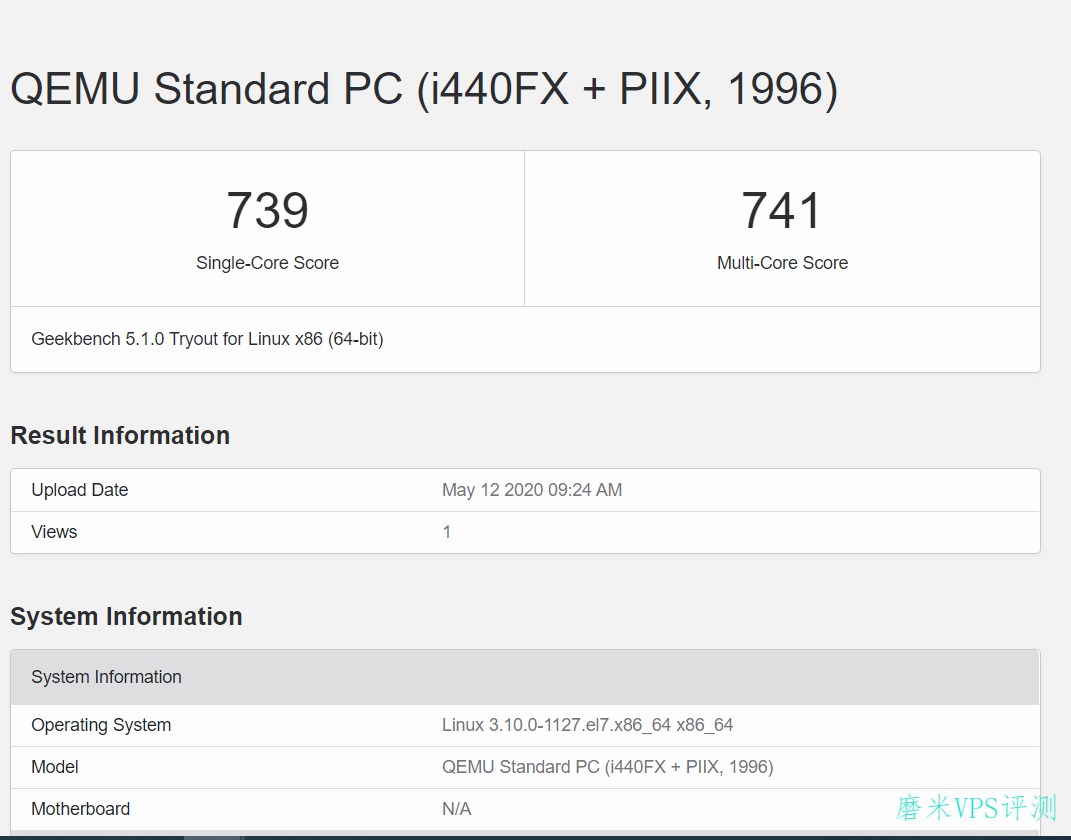 QEMU Standard PC (i440FX + PIIX, 1996)
739 741
Single-Core Score Multi-Core Score
Geekbench 5.1.0 Tryout for Linux x86 (64-bit)
Result Information
Upload Date May 12 2020 09:24 AM
Views 1
System Information
System Information
Operating System Linux 3.10.0-1127.el7.x86_64 x86_64
Model QEMU Standard PC (i440FX + PIIX, 1996)
Motherboard N/A
磨米VPS评测